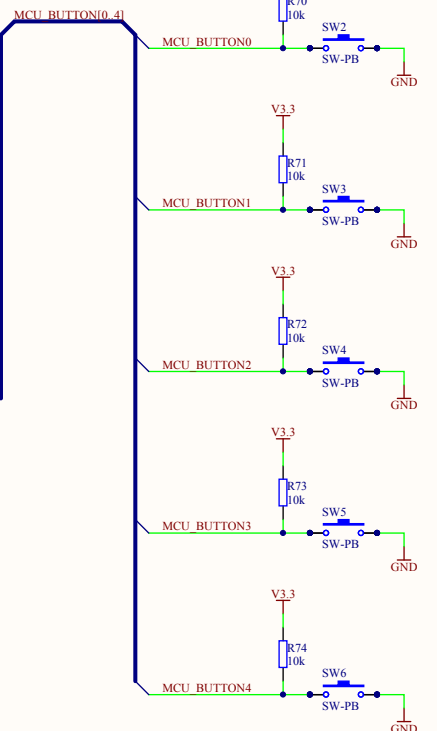 R70
10k
MCU_BUTTON[0..4]
SW2
MCU_BUTTON0
SW-PB
GND
V3.3
R71
10k
SW3
MCU_BUTTON1
SW-PB
GND
V3.3
R72
10k
SW4
MCU_BUTTON2
SW-PB
GND
V3.3
R73
10k
SW5
MCU_BUTTON3
SW-PB
GND
V3.3
R74
10k
SW6
MCU_BUTTON4
SW-PB
GND